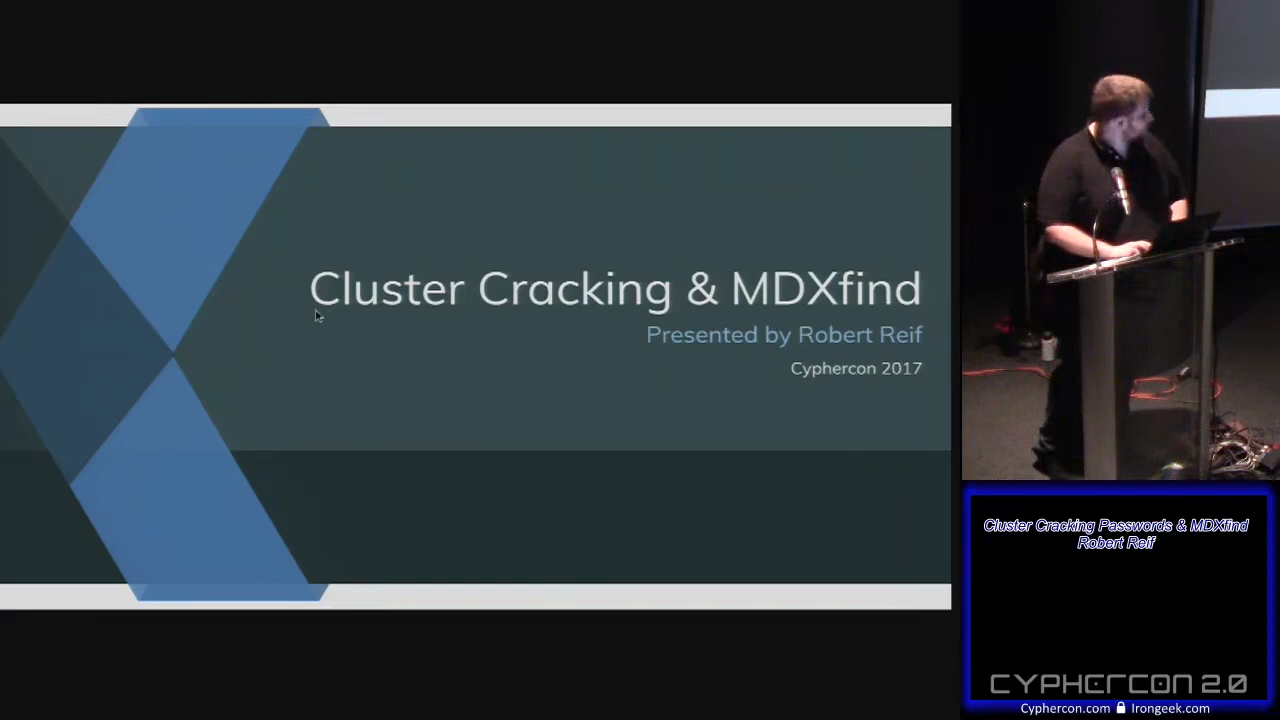 Cluster Cracking & MDXfind
Presented by Robert Reif
Cyphercon 2017
Cluster Cracking Passwords & MDXfind
Robert Reif
CYPHERCON 2.0
Cyphercon.com Irongeek.com